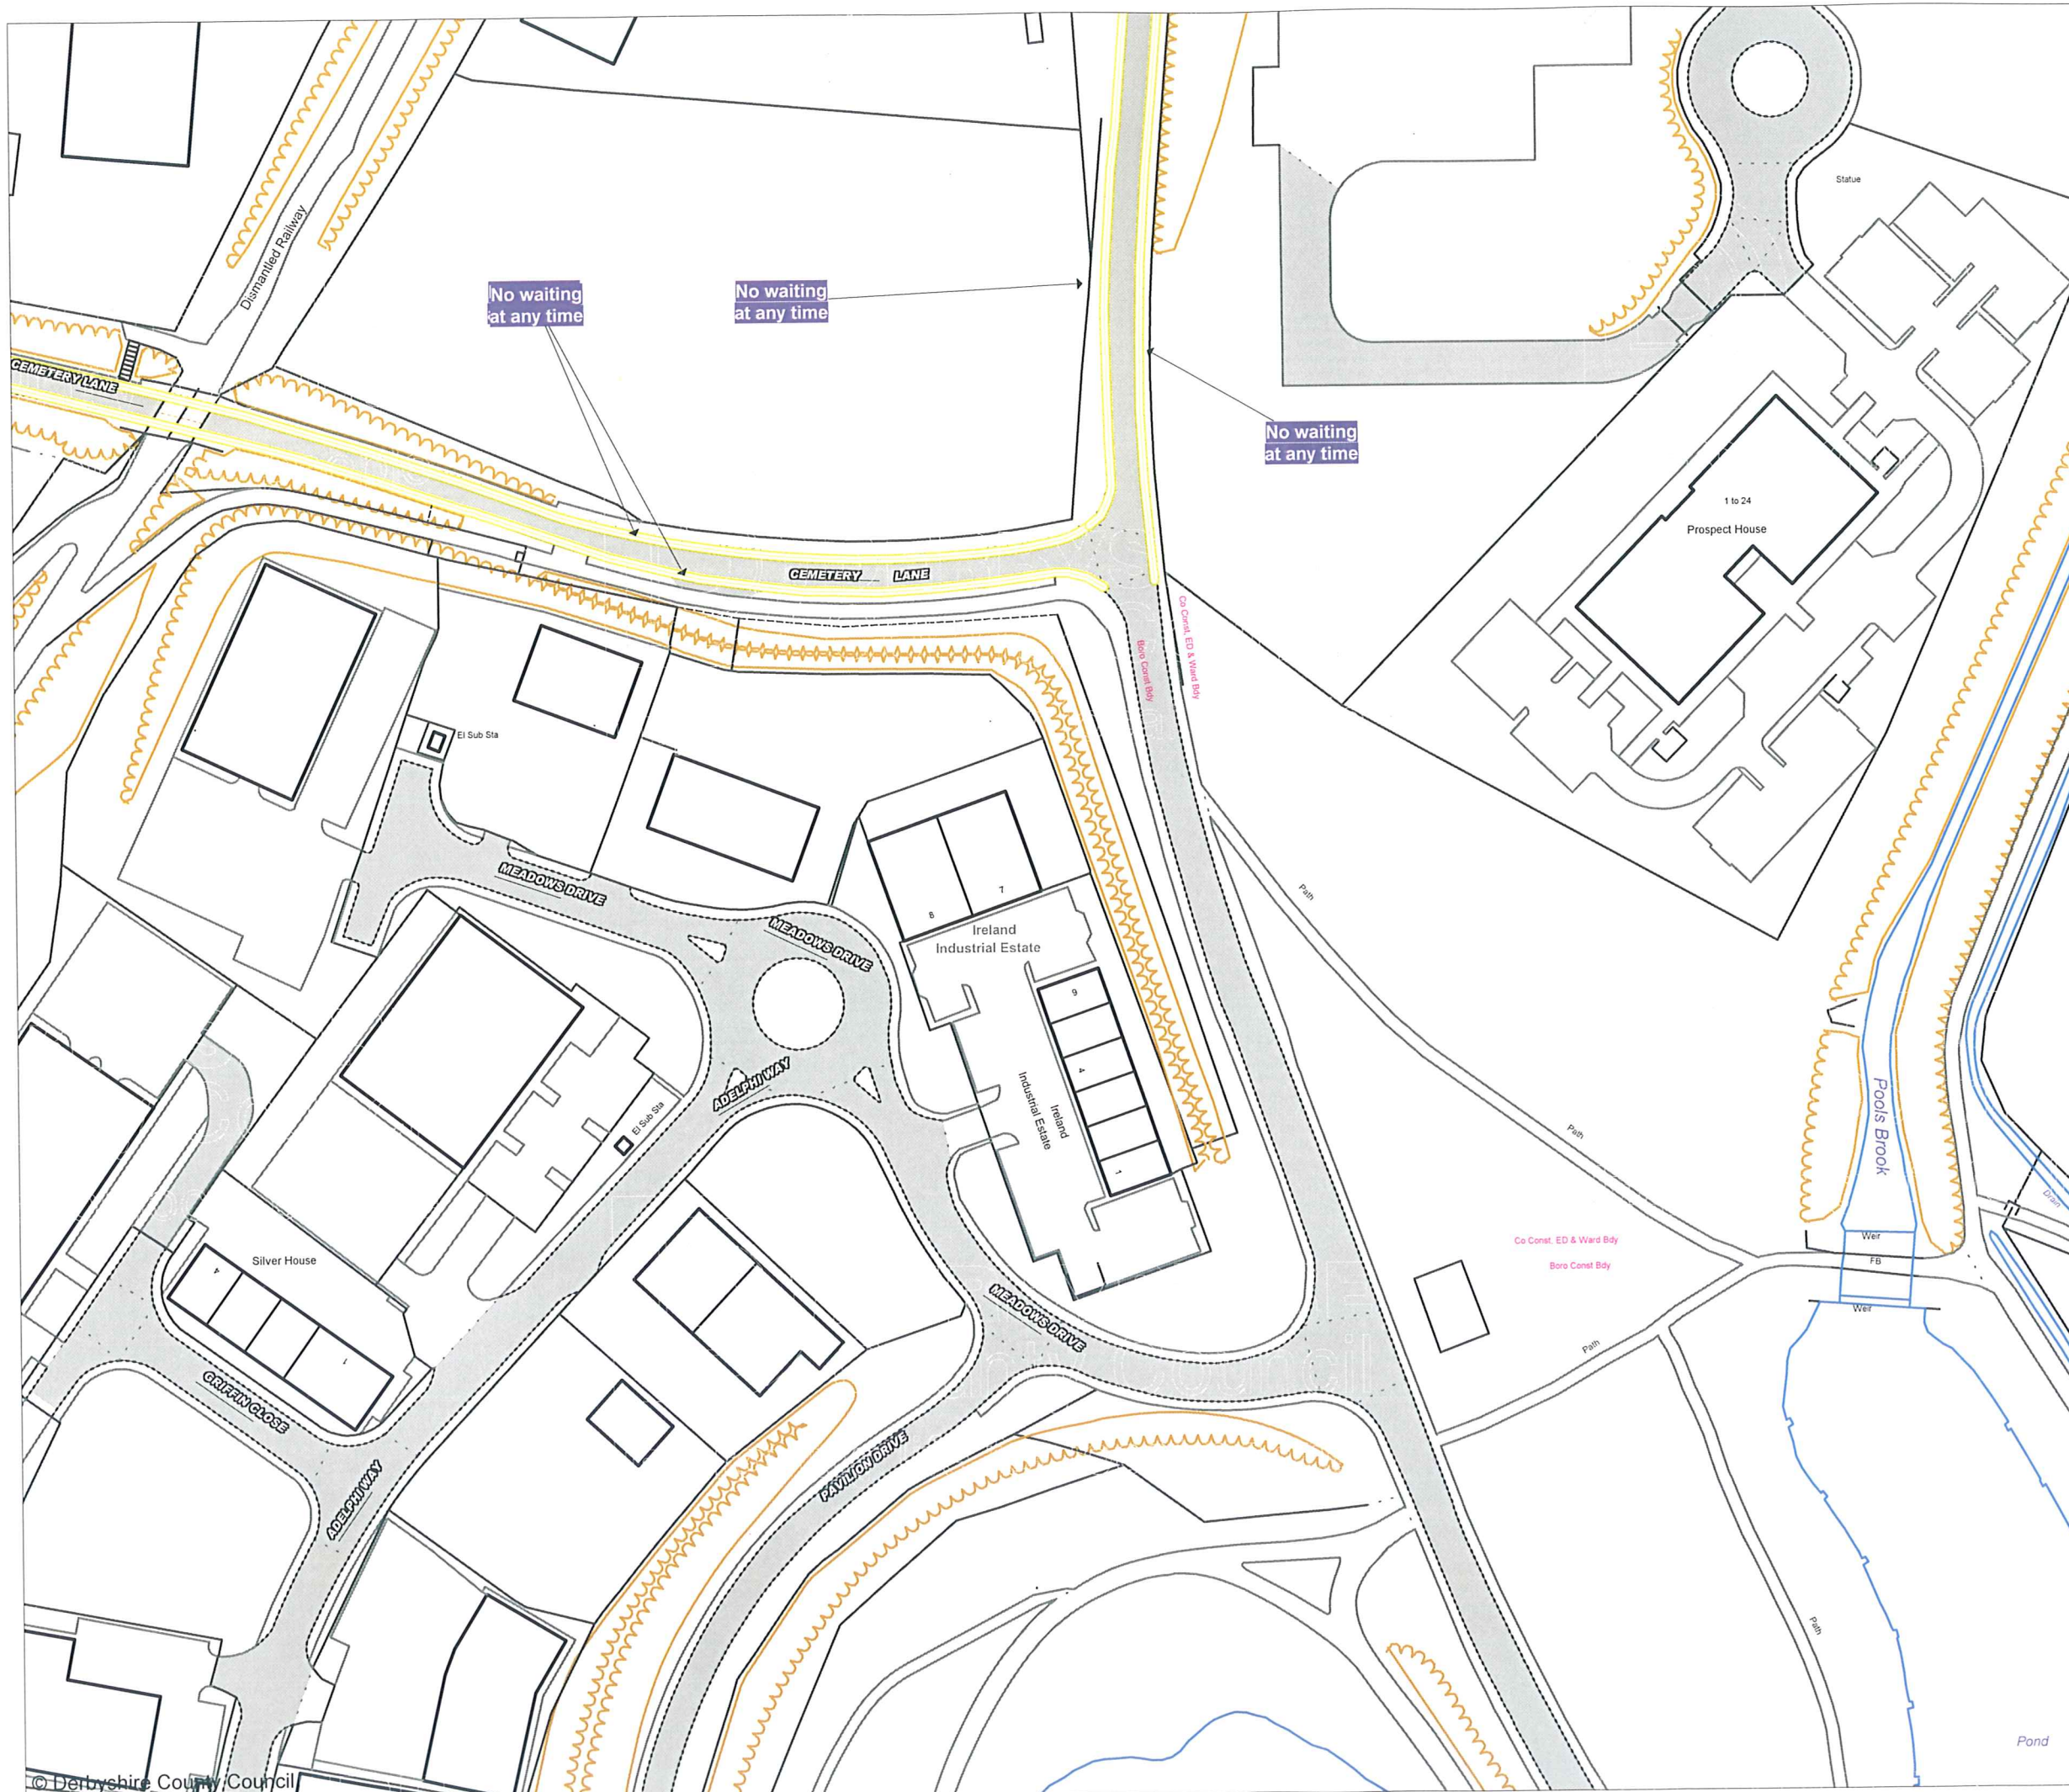 Statue
Dismantled Railway
No waiting
at any time
No waiting
at any time
CEMETERY LANE
No waiting
at any time
1 to 24
Prospect House
CEMETERY LANE
Co Const, ED & Ward Bdy
Boro Const Bdy
El Sub Sta
MEADOWS DRIVE
Path
8
7
Ireland
Industrial Estate
MEADOWS DRIVE
9
4
1
Ireland
Industrial Estate
ADELPHI WAY
El Sub Sta
Path
Pools Brook
Drain
Co Const, ED & Ward Bdy
Boro Const Bdy
Weir
FB
Weir
Silver House
4
1
MEADOWS DRIVE
Path
GRIFFIN CLOSE
ADELPHI WAY
PAVILION DRIVE
Path
Pond
© Derbyshire County Council